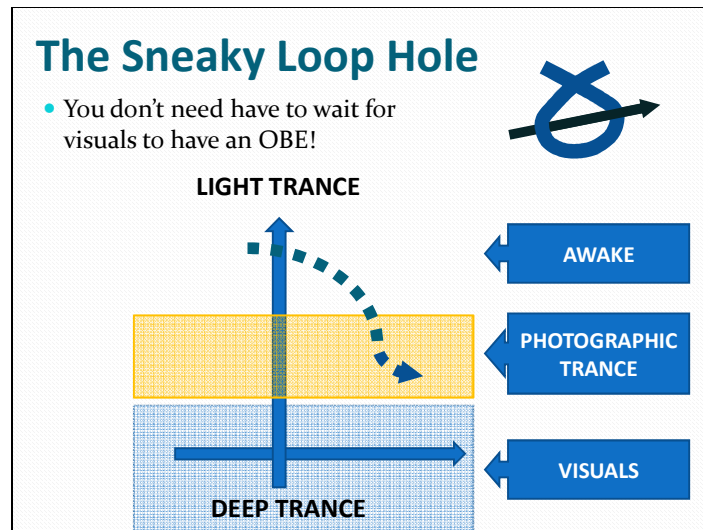 The Sneaky Loop Hole
• You don't need have to wait for
visuals to have an OBE!
LIGHT TRANCE
AWAKE
PHOTOGRAPHIC
TRANCE
VISUALS
DEEP TRANCE